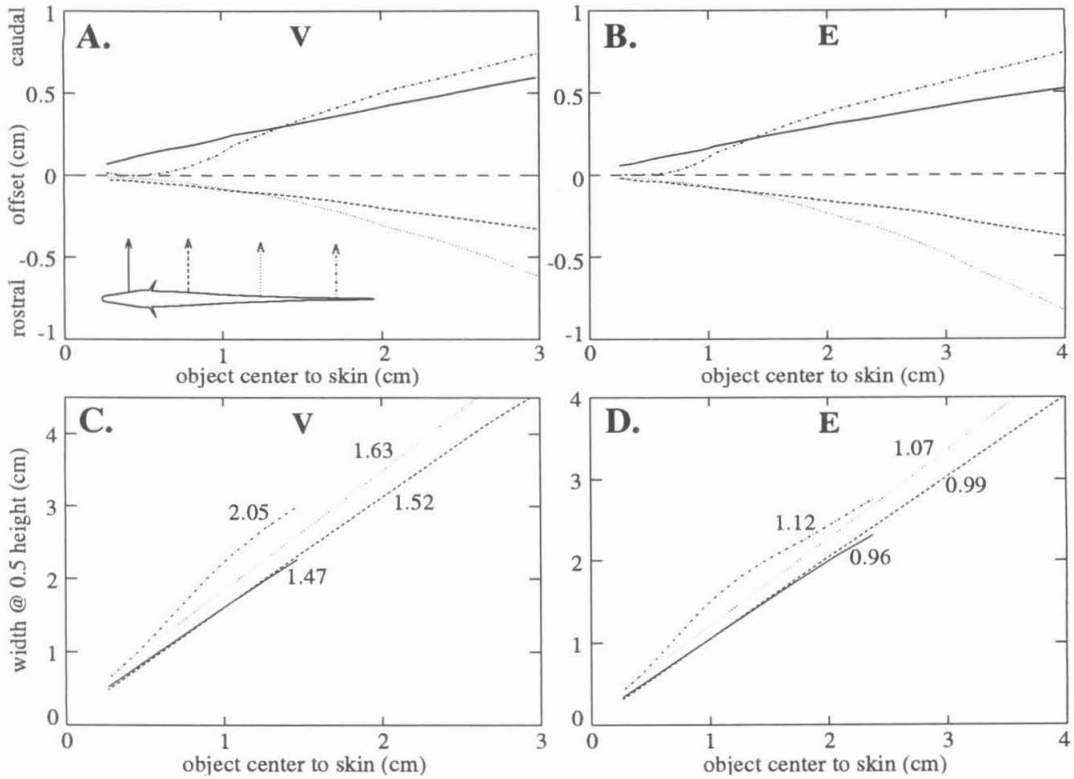 A.
V
caudal
offset (cm)
rostral
1
0.5
0
-0.5
-1
0
1
2
3
object center to skin (cm)
B.
E
1
0.5
0
-0.5
-1
0
1
2
3
4
object center to skin (cm)
C.
V
width @ 0.5 height (cm)
4
3
2
1
0
1.63
2.05
1.52
1.47
0
1
2
3
object center to skin (cm)
D.
E
4
3
2
1
0
1.07
0.99
1.12
0.96
0
1
2
3
4
object center to skin (cm)